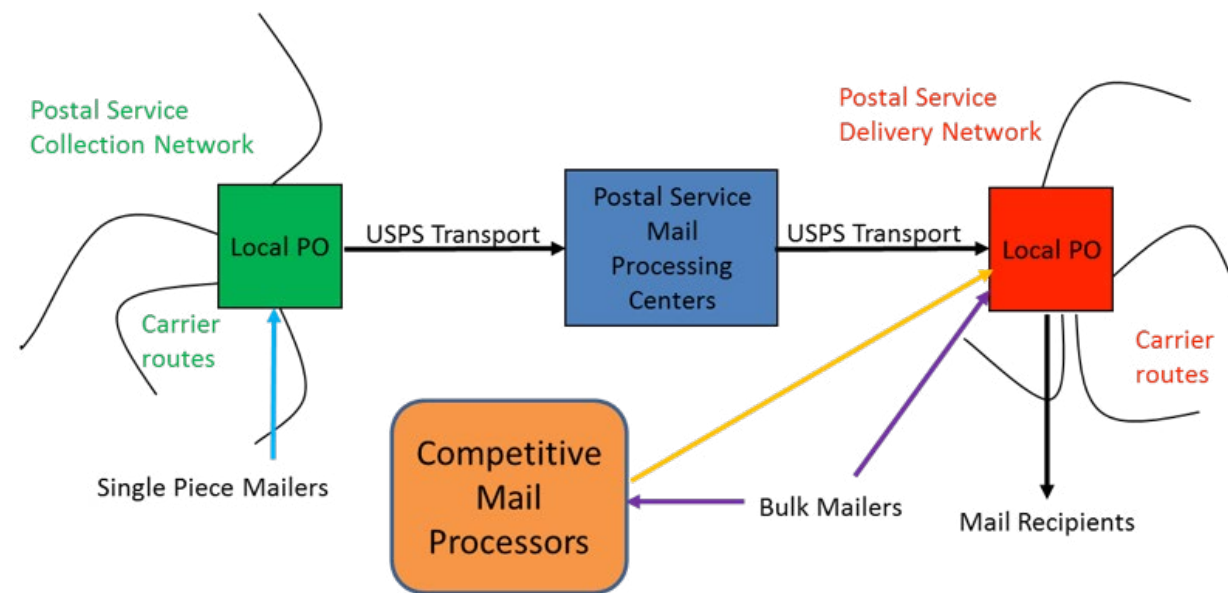 Postal Service
Collection Network
Postal Service
Delivery Network
Local PO
USPS Transport
Postal Service
Mail
Processing
Centers
USPS Transport
Local PO
Carrier
routes
Carrier
routes
Single Piece Mailers
Competitive
Mail
Processors
Bulk Mailers
Mail Recipients